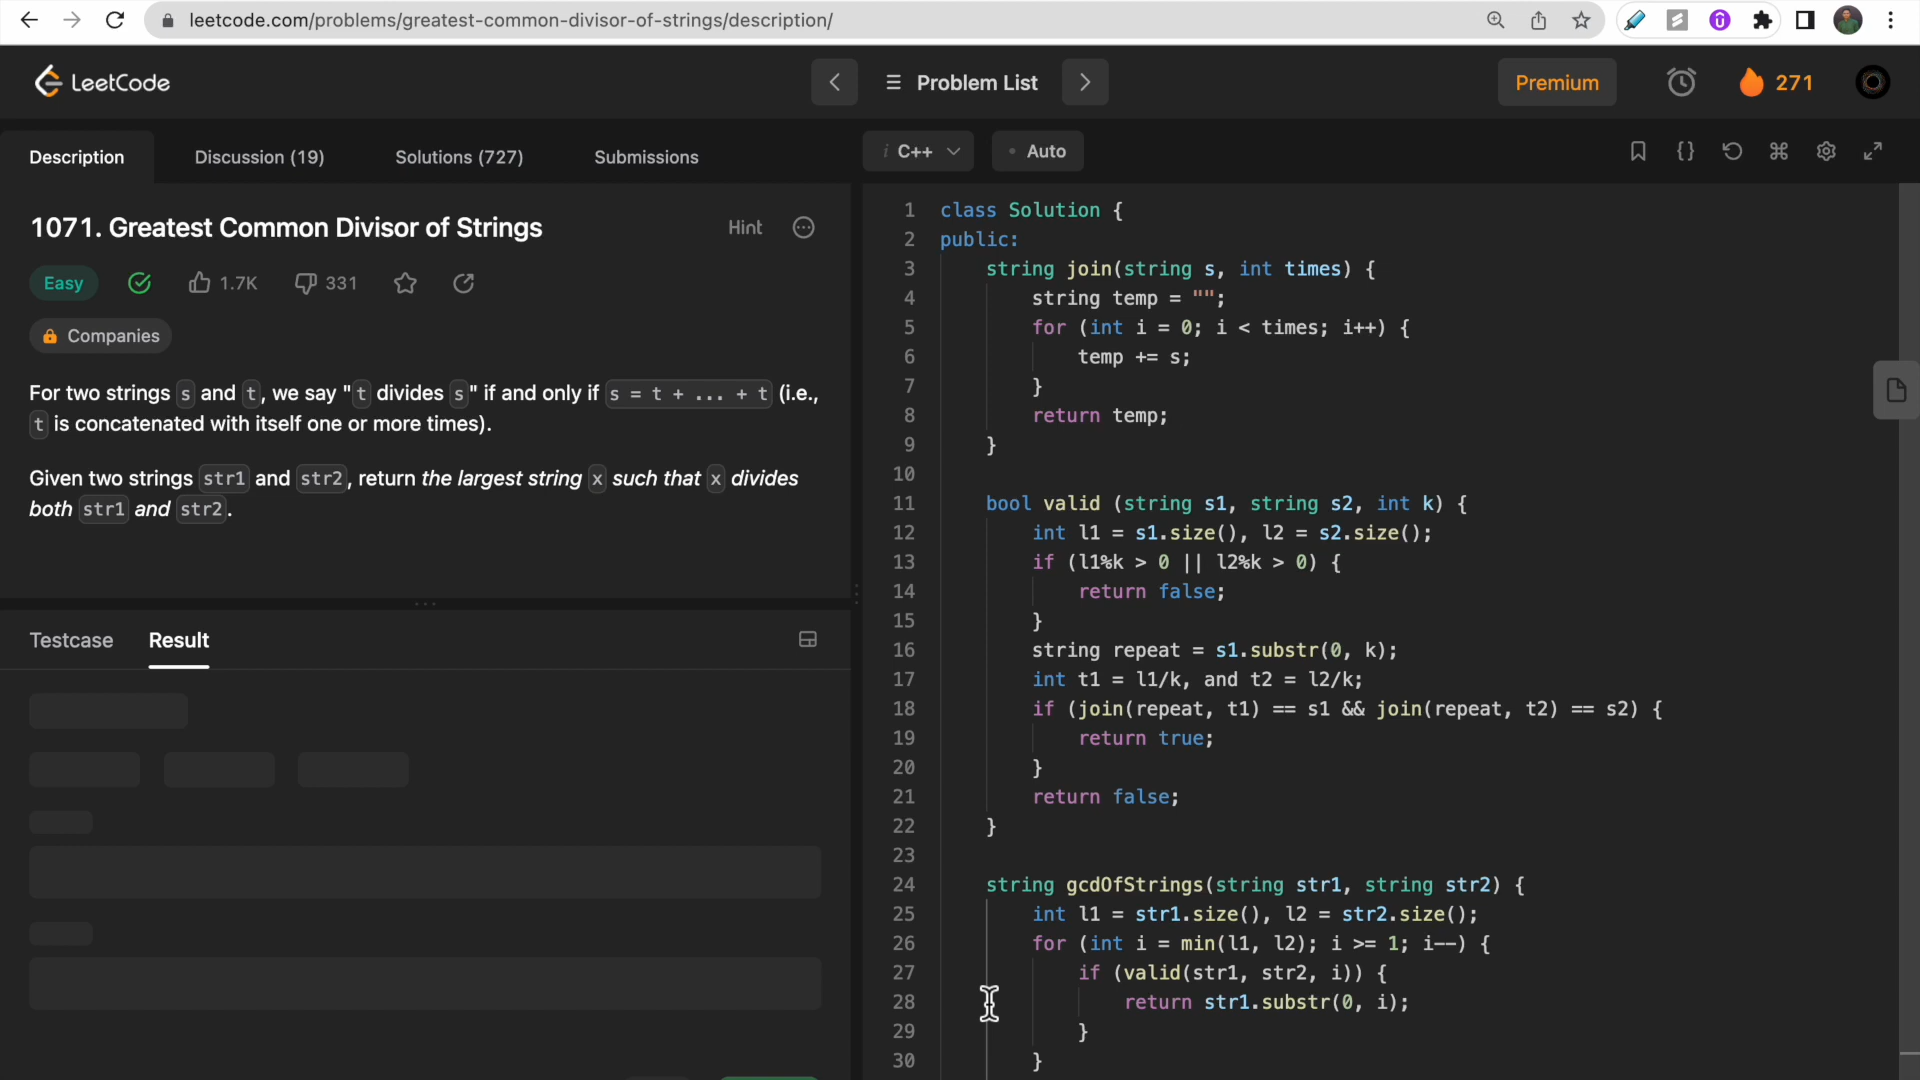 leetcode.com/problems/greatest-common-divisor-of-strings/description/
LeetCode
Problem List
Premium
271
Description
Discussion (19)
Solutions (727)
Submissions
i C++
Auto
1071. Greatest Common Divisor of Strings
Hint
Easy
1.7K
331
Companies
For two strings s and t, we say "t divides s" if and only if s = t + ... + t (i.e.,
t is concatenated with itself one or more times).
Given two strings str1 and str2, return the largest string x such that x divides
both str1 and str2.
Testcase
Result
1 class Solution {
2 public:
3 string join(string s, int times) {
4 string temp = "";
5 for (int i = 0; i < times; i++) {
6 temp += s;
7 }
8 return temp;
9 }
10
11 bool valid (string s1, string s2, int k) {
12 int l1 = s1.size(), l2 = s2.size();
13 if (l1%k > 0 || l2%k > 0) {
14 return false;
15 }
16 string repeat = s1.substr(0, k);
17 int t1 = l1/k, and t2 = l2/k;
18 if (join(repeat, t1) == s1 && join(repeat, t2) == s2) {
19 return true;
20 }
21 return false;
22 }
23
24 string gcdOfStrings(string str1, string str2) {
25 int l1 = str1.size(), l2 = str2.size();
26 for (int i = min(l1, l2); i >= 1; i--) {
27 if (valid(str1, str2, i)) {
28 return str1.substr(0, i);
29 }
30 }